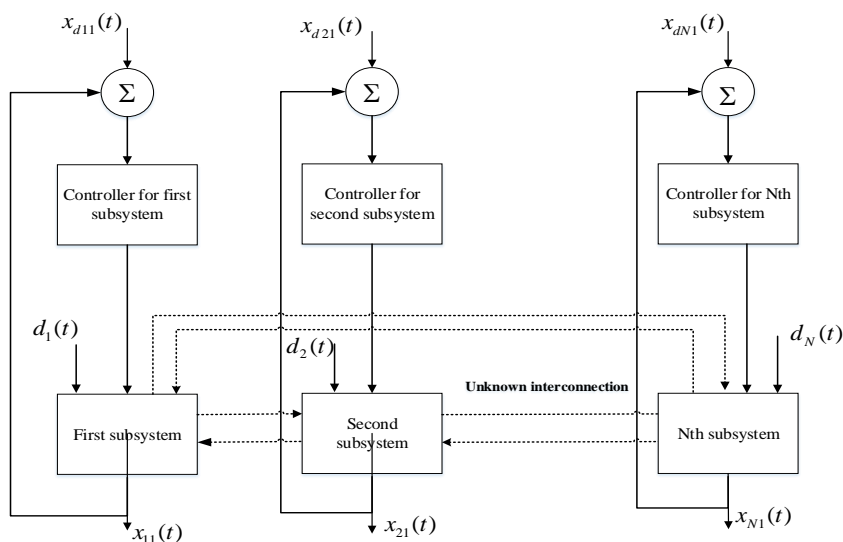 x_{d11}(t)
x_{d21}(t)
x_{dN1}(t)
Σ
Σ
Σ
Controller for first
subsystem
Controller for
second subsystem
Controller for Nth
subsystem
d_1(t)
d_2(t)
d_N(t)
Unknown interconnection
First subsystem
Second
subsystem
Nth subsystem
x_{11}(t)
x_{21}(t)
x_{N1}(t)